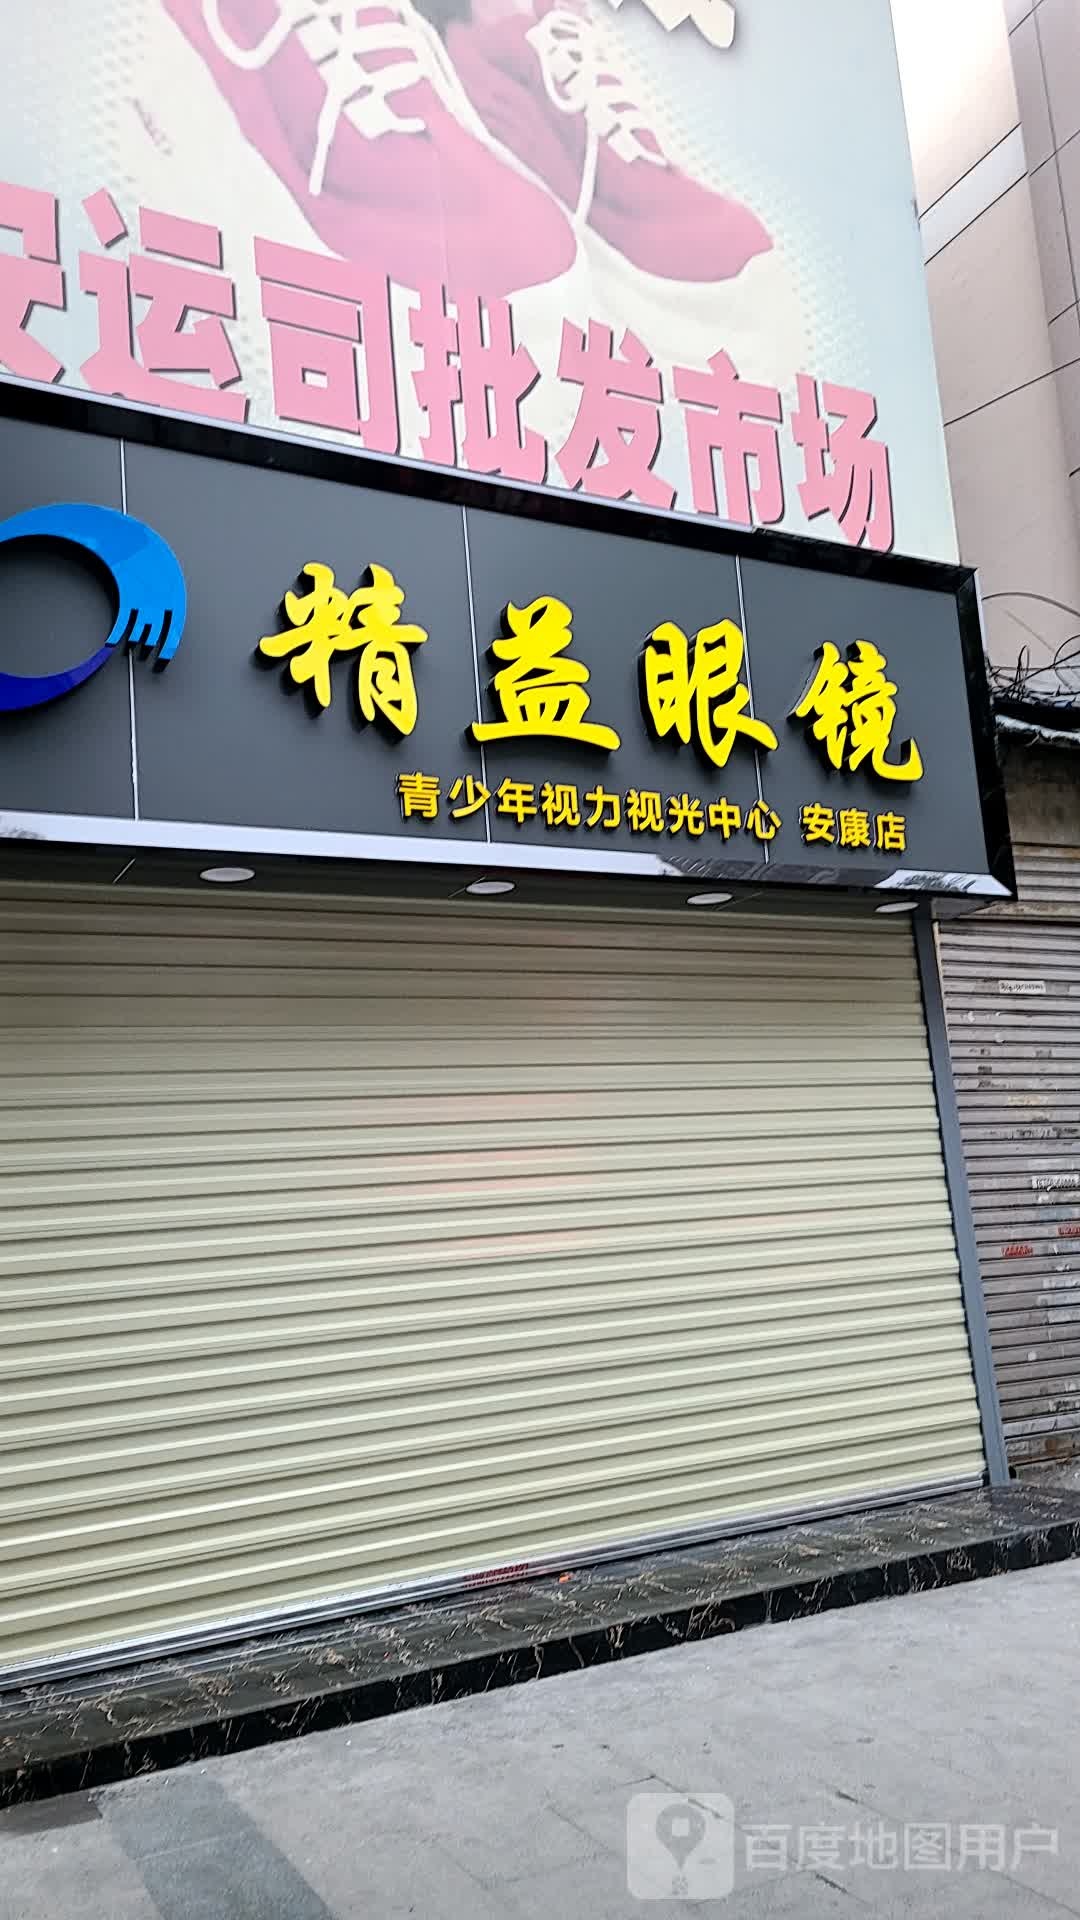 安运司批发市场
精益眼镜
青少年视力视光中心 安康店
百度地图用户